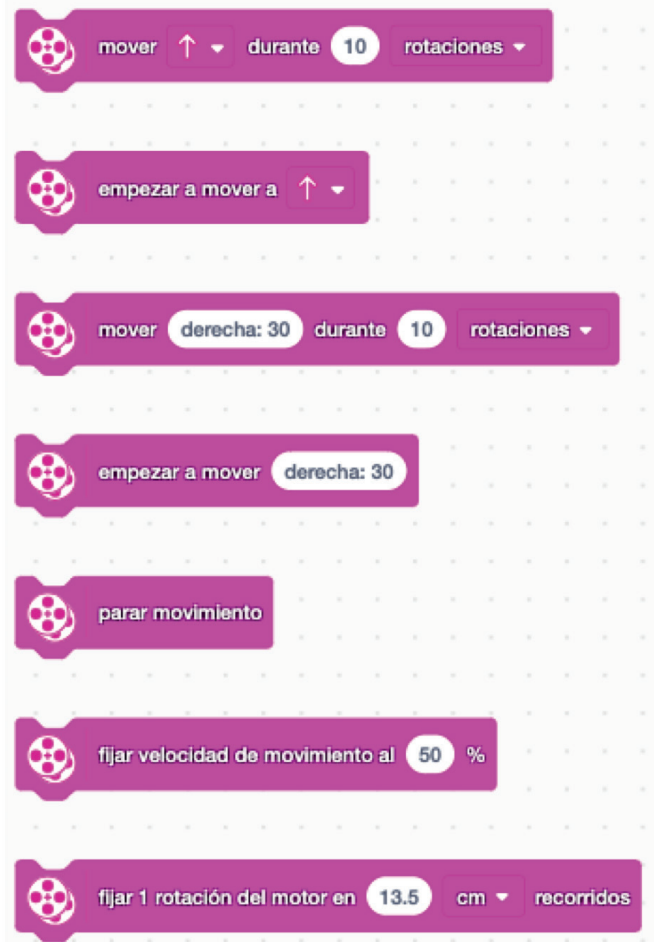 mover ↑ durante 10 rotaciones
empezar a mover a ↑
mover derecha: 30 durante 10 rotaciones
empezar a mover derecha: 30
parar movimiento
fijar velocidad de movimiento al 50 %
fijar 1 rotación del motor en 13.5 cm recorridos